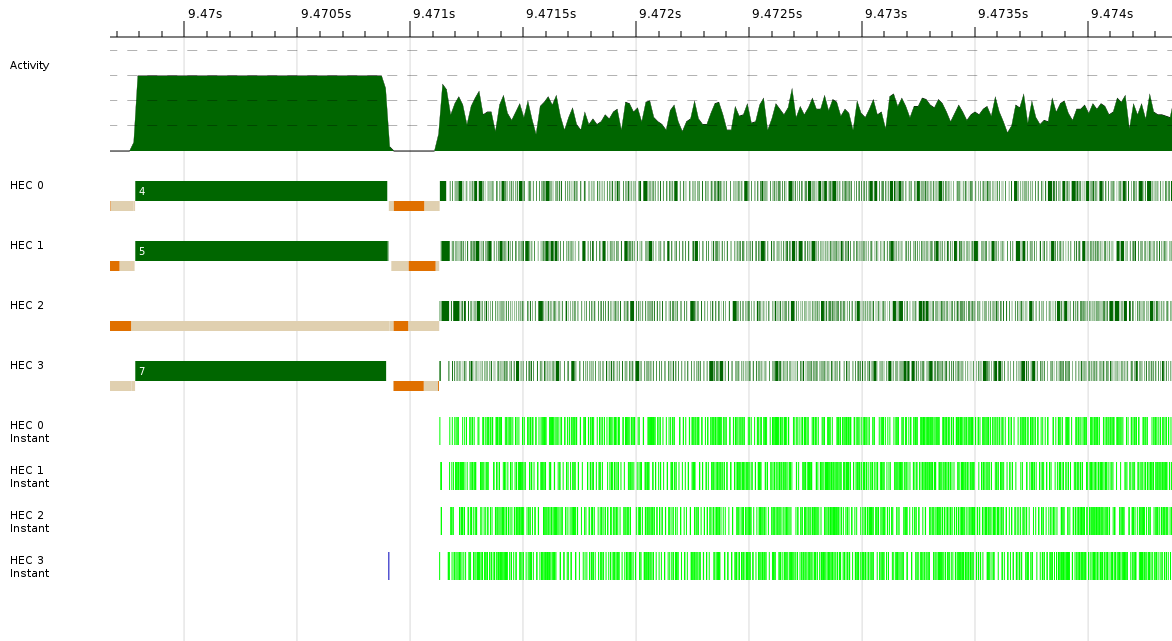 9.47s 9.4705s 9.471s 9.4715s 9.472s 9.4725s 9.473s 9.4735s 9.474s
Activity
HEC 0
4
HEC 1
5
HEC 2
HEC 3
7
HEC 0
Instant
HEC 1
Instant
HEC 2
Instant
HEC 3
Instant